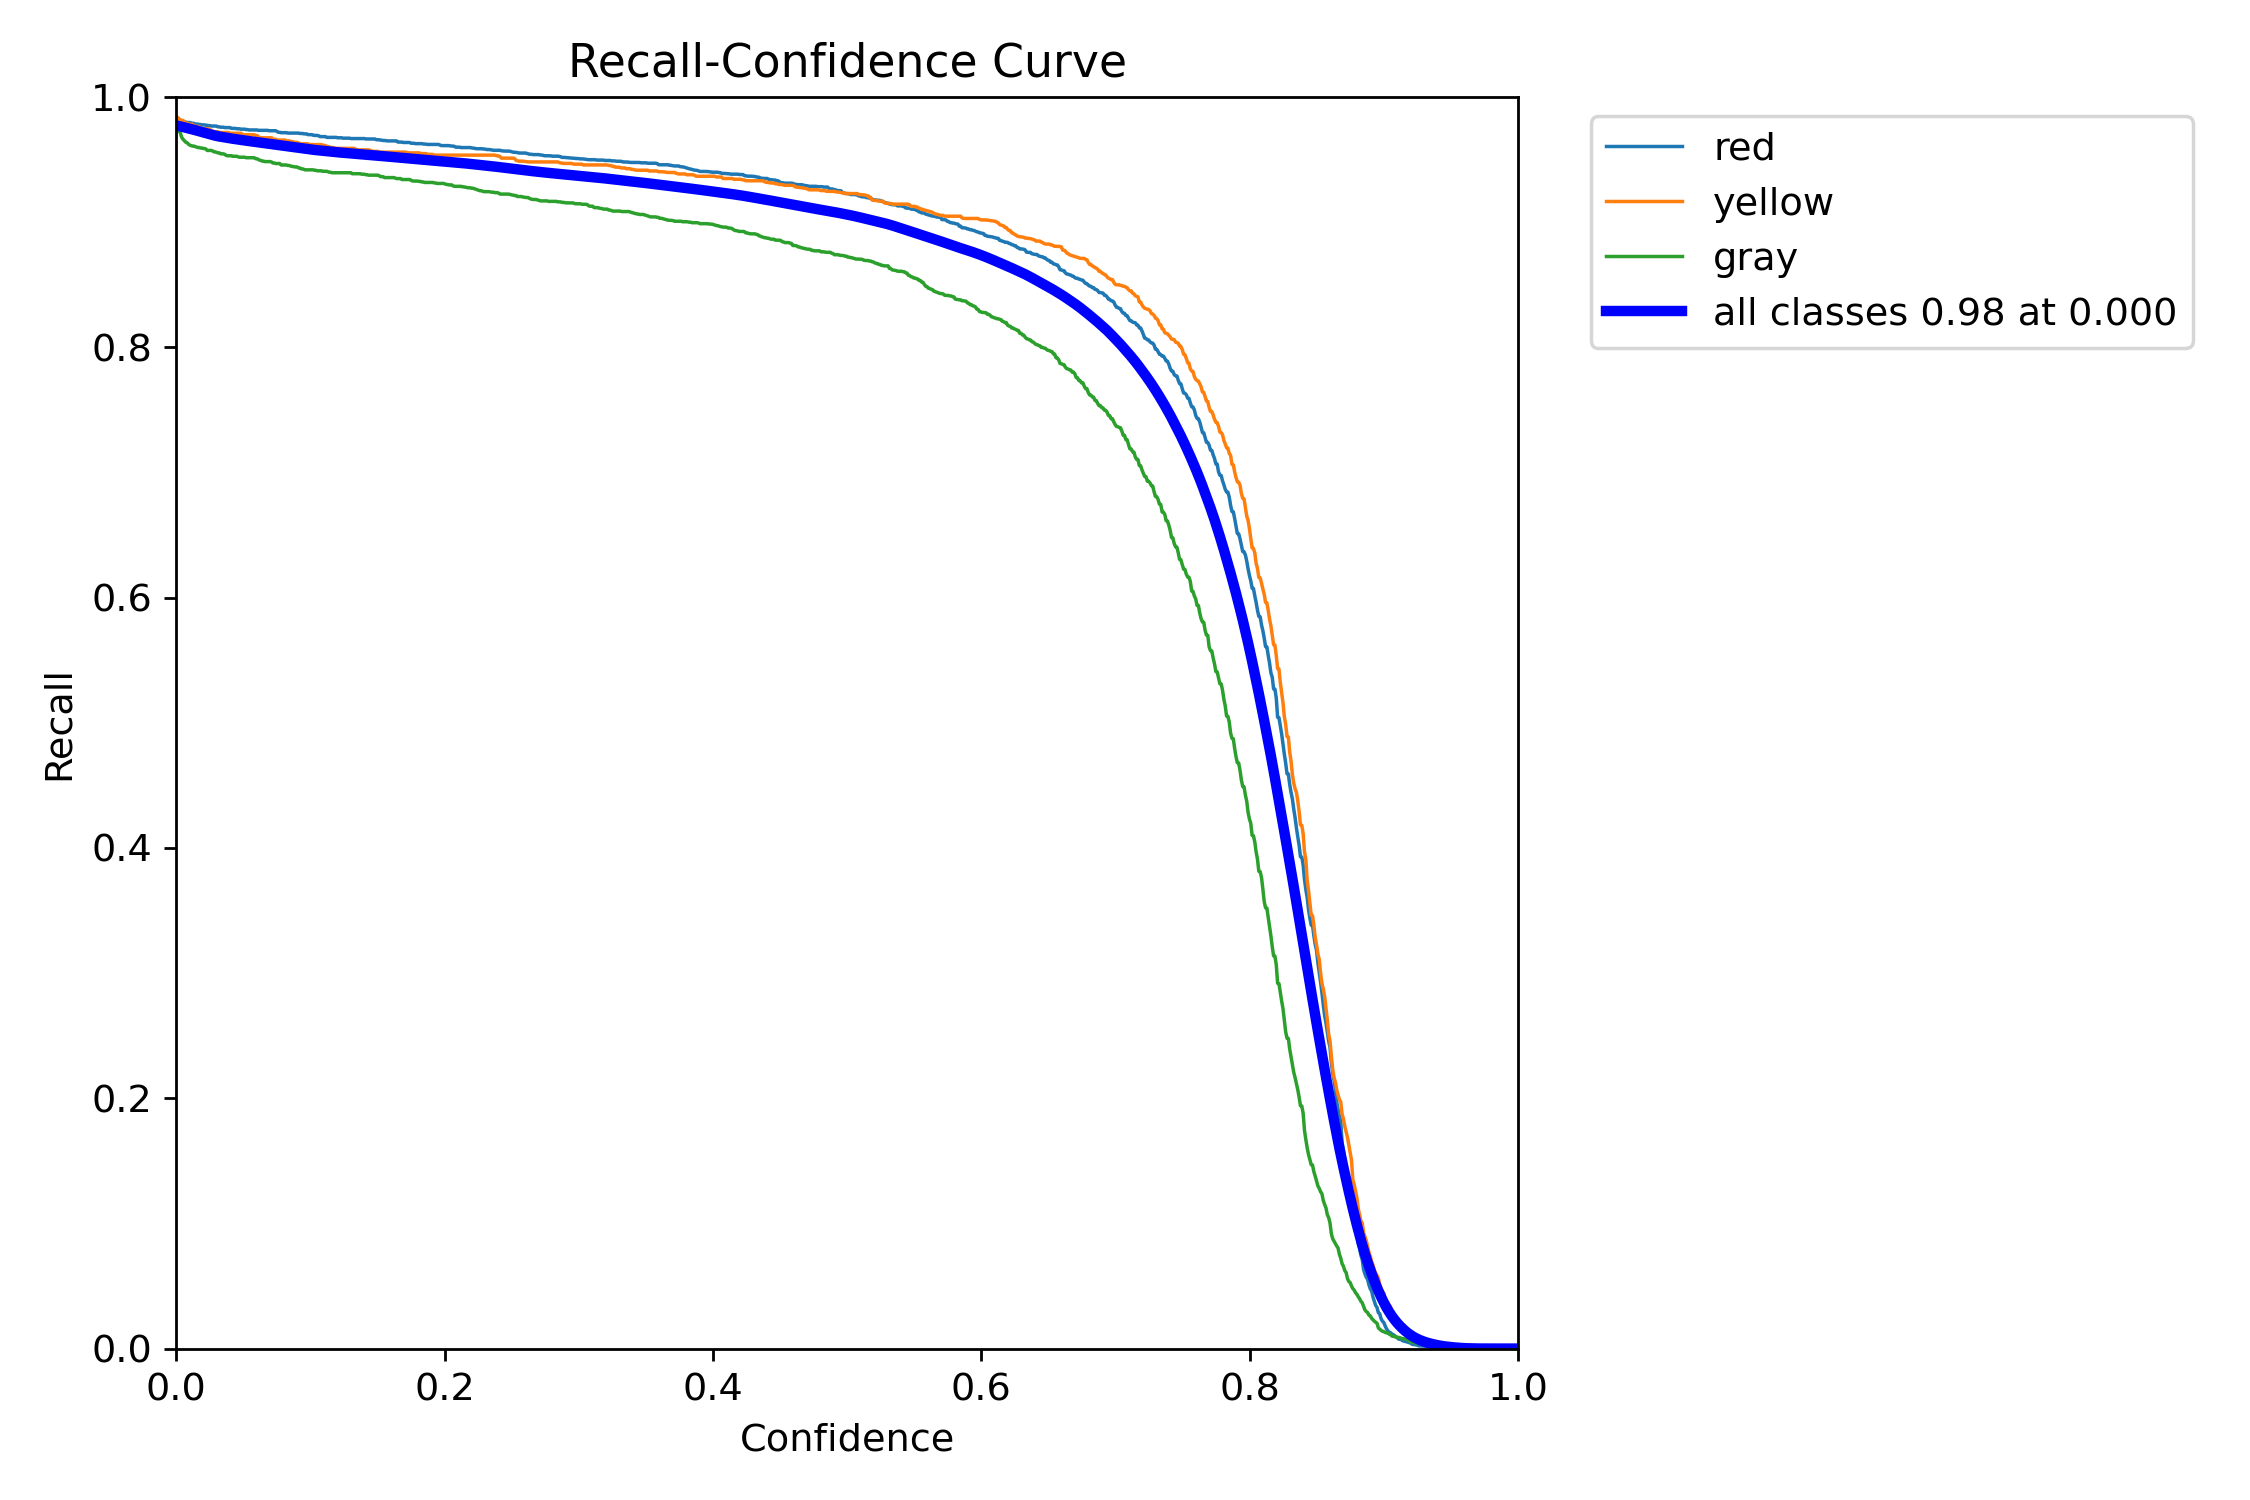 Recall-Confidence Curve
1.0
0.8
0.6
0.4
0.2
0.0
Recall
0.0 0.2 0.4 0.6 0.8 1.0
Confidence
red
yellow
gray
all classes 0.98 at 0.000